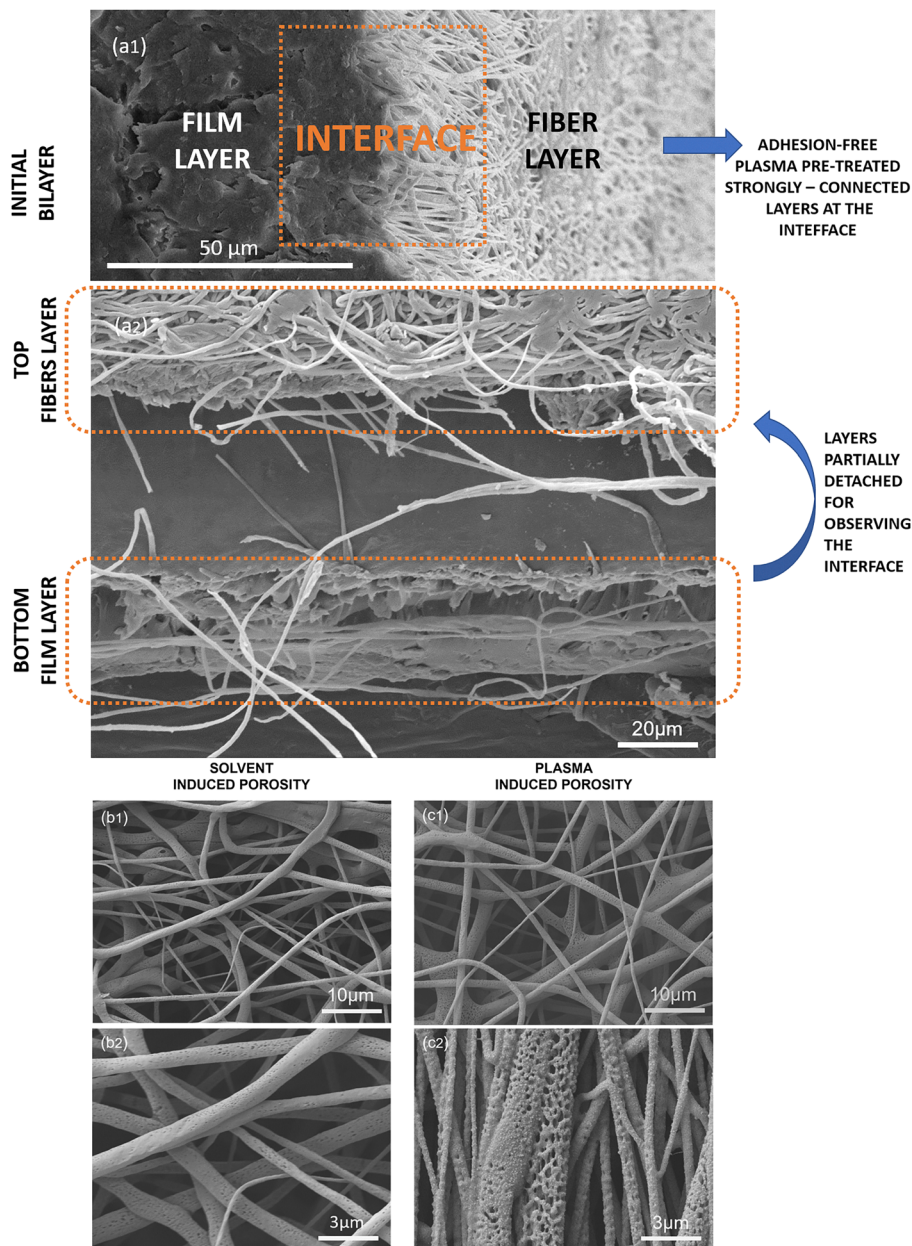 INITIAL
BILAYER
(a1)
FILM
LAYER
INTERFACE
FIBER
LAYER
50 µm
ADHESION-FREE
PLASMA PRE-TREATED
STRONGLY – CONNECTED
LAYERS AT THE
INTEFFACE
TOP
FIBERS LAYER
(a2)
LAYERS
PARTIALLY
DETACHED
FOR
OBSERVING
THE
INTERFACE
BOTTOM
FILM LAYER
20µm
SOLVENT
INDUCED POROSITY
PLASMA
INDUCED POROSITY
(b1)
10µm
(c1)
10µm
(b2)
3µm
(c2)
3µm